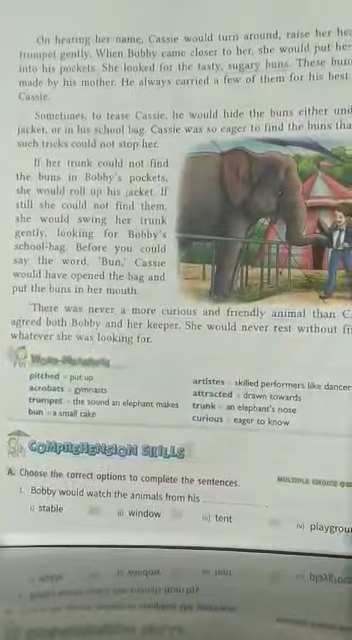 On hearing her name, Cassie would turn around, raise her
trumpet gently. When Bobby came closer to her, she would put her
into his pockets. She looked for the tasty, sugary buns. These
made by his mother. He always carried a few of them for his best
Cassie.
Sometimes, to tease Cassie, he would hide the buns either
jacket, or in his school bag. Cassie was so eager to find the buns
such tricks could not stop her.
If her trunk could not find
the buns in Bobby's pockets,
she would roll up his jacket. If
still she could not find them,
she would swing her trunk
gently, looking for Bobby's
school-bag. Before you could
say the word, 'Bun,' Cassie
would have opened the bag and
put the buns in her mouth.
There was never a more curious and friendly animal than
agreed both Bobby and her keeper. She would never rest without
whatever she was looking for.
pitched - put up
acrobats - gymnasts
trumpet - the sound an elephant makes
bun - a small cake
artistes - skilled performers like
attracted - drawn towards
trunk - an elephant's nose
curious - eager to know
COMPREHENSION SKILLS
A. Choose the correct options to complete the sentences.
MULTIPLE CHOICE
1. Bobby would watch the animals from his
i) stable ii) window iii) tent iv)